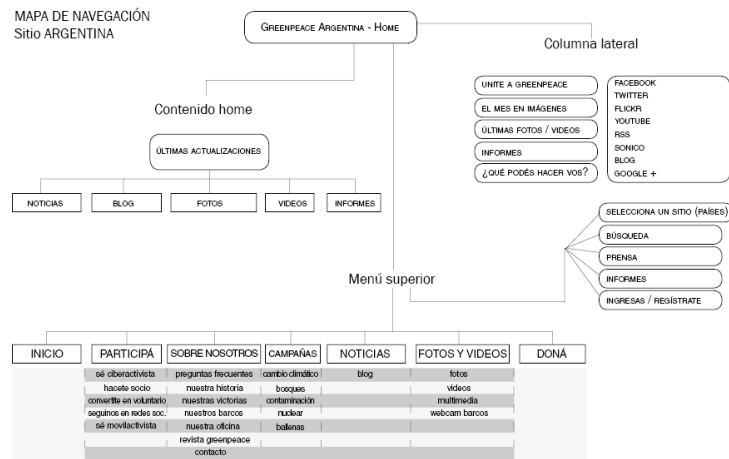 MAPA DE NAVEGACIÓN
Sitio ARGENTINA
GREENPEACE ARGENTINA - HOME
Columna lateral
UNITE A GREENPEACE
EL MES EN IMÁGENES
ÚLTIMAS FOTOS / VIDEOS
INFORMES
¿QUÉ PODÉS HACER VOS?
FACEBOOK
TWITTER
FLICKR
YOUTUBE
RSS
SONICO
BLOG
GOOGLE +
Contenido home
ÚLTIMAS ACTUALIZACIONES
NOTICIAS
BLOG
FOTOS
VIDEOS
INFORMES
SELECCIONA UN SITIO (PAÍSES)
BÚSQUEDA
PRENSA
INFORMES
INGRESAS / REGÍSTRATE
Menú superior
INICIO
PARTICIPÁ
sé ciberactivista
hacete socio
convertite en voluntario
seguinos en redes soc.
sé movilactivista
SOBRE NOSOTROS
preguntas frecuentes
nuestra historia
nuestras victorias
nuestros barcos
nuestra oficina
revista greenpeace
contacto
CAMPAÑAS
cambio climático
bosques
contaminación
nuclear
ballenas
NOTICIAS
blog
FOTOS Y VIDEOS
fotos
videos
multimedia
webcam barcos
DONÁ